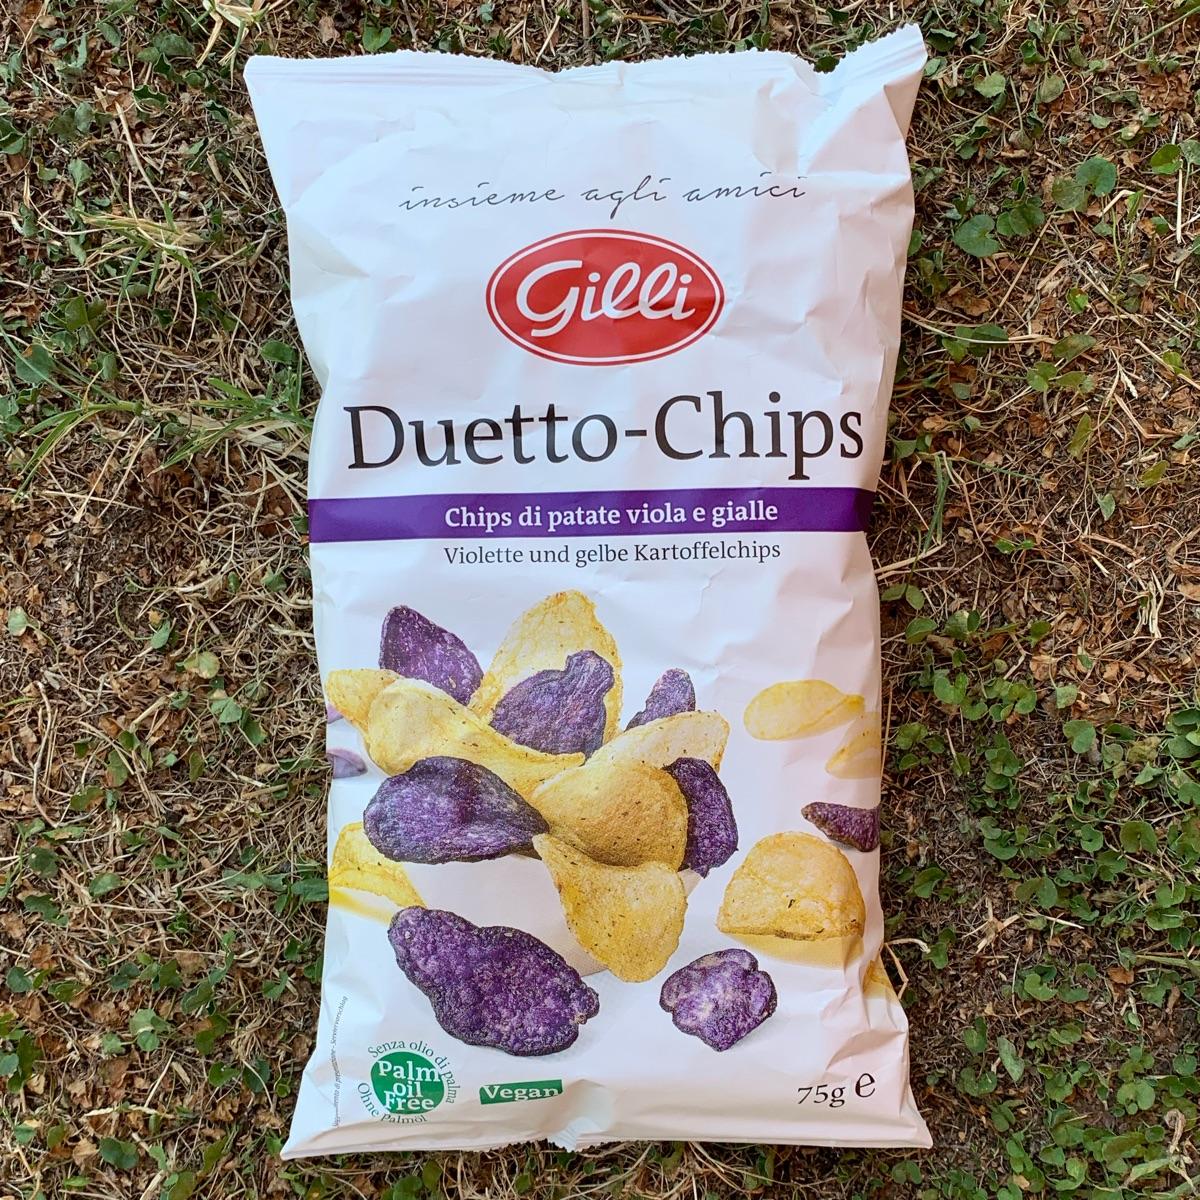 insieme agli amici
Gilli
Duetto-Chips
Chips di patate viola e gialle
Violette und gelbe Kartoffelchips
Senza olio di palma
Palm
oil
Free
Ohne Palmöl
Vegan
75g e
Serviervorschlag